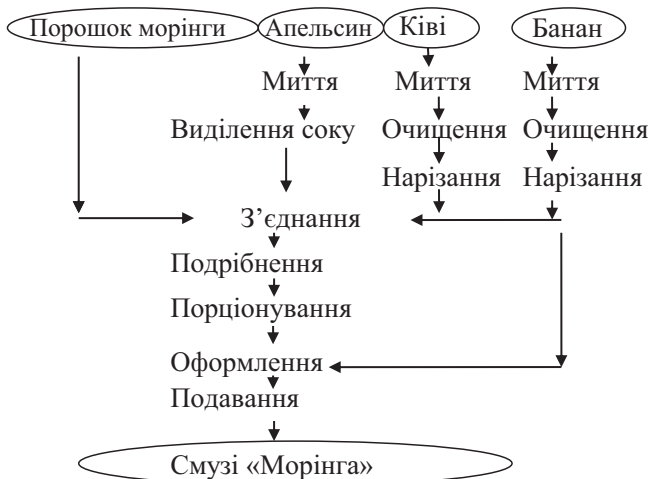 Порошок морінги Апельсин Ківі Банан
Миття Миття Миття
Виділення соку Очищення Очищення
Нарізання Нарізання
З’єднання
Подрібнення
Порціонування
Оформлення
Подавання
Смузі «Морінга»